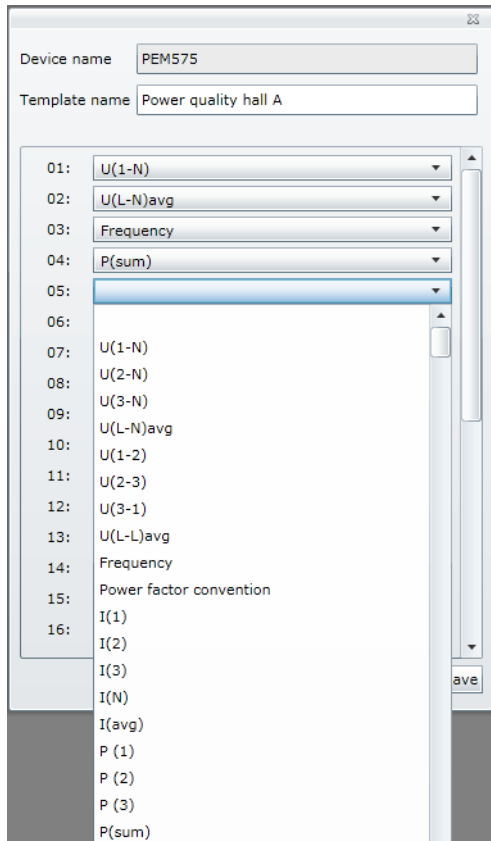 Device name PEM575
Template name Power quality hall A
01: U(1-N)
02: U(L-N)avg
03: Frequency
04: P(sum)
05:
06:
07: U(1-N)
08: U(2-N)
09: U(3-N)
10: U(L-N)avg
11: U(1-2)
12: U(2-3)
13: U(3-1)
14: U(L-L)avg
15: Frequency
16: Power factor convention
I(1)
I(2)
I(3)
I(N)
ave
I(avg)
P (1)
P (2)
P (3)
P(sum)